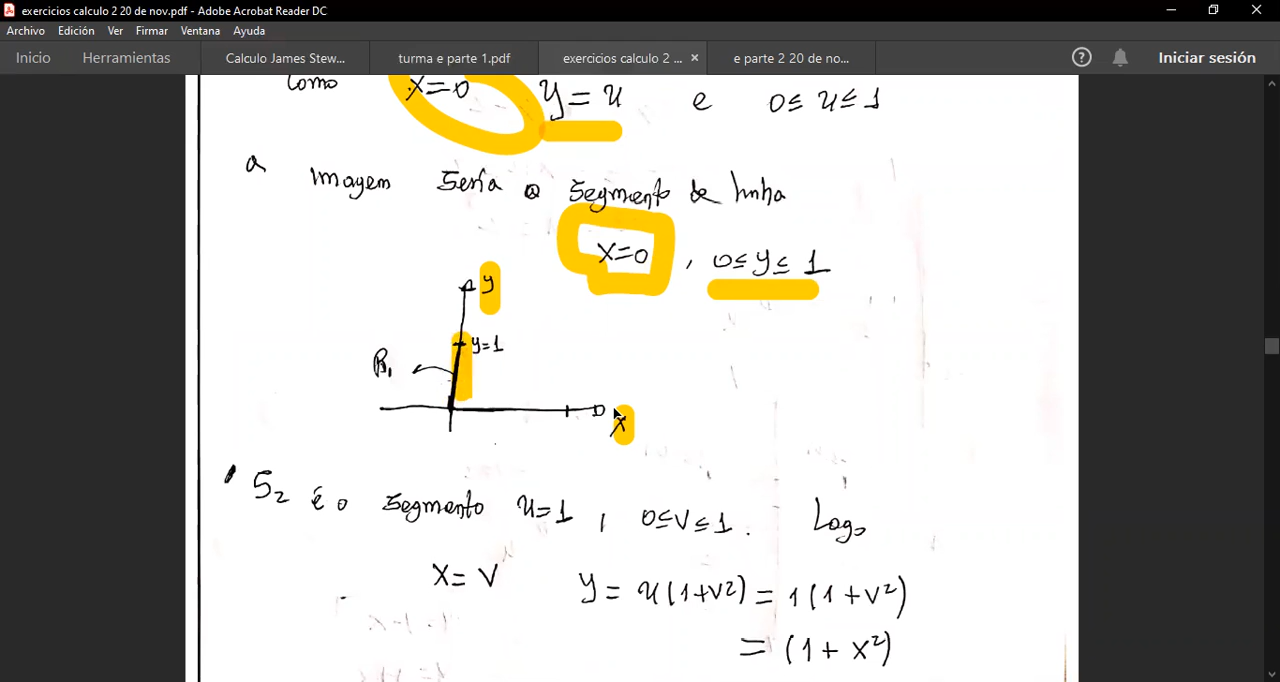 exercicios calculo 2 20 de nov.pdf - Adobe Acrobat Reader DC
Archivo Edición Ver Firmar Ventana Ayuda
Inicio Herramientas Calculo James Stew... turma e parte 1.pdf exercicios calculo 2 ... × e parte 2 20 de no... ? Iniciar sesión
como x=0 y=u e 0≤u≤1
a imagem seria o segmento de linha
x=0, 0≤y≤1
y
y=1
R₁
x
S₂ é o segmento u=1, 0≤v≤1. Logo
x=v y=u(1+v²)=1(1+v²)
=(1+x²)